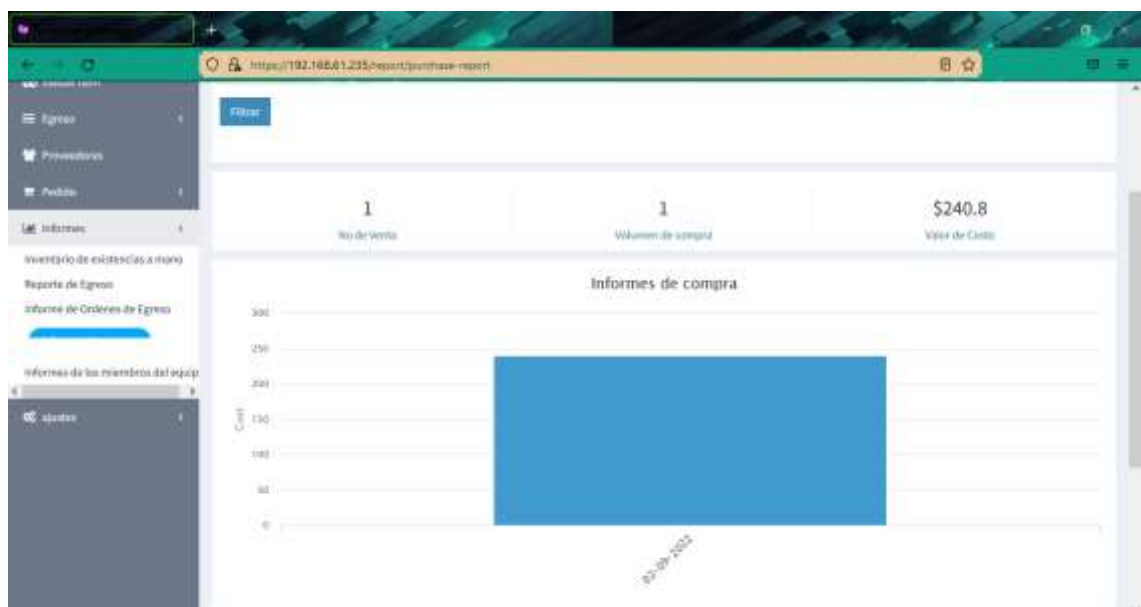 https://192.168.61.235/report/purchase-report
Egreso
Proveedores
Pedido
Informes
Inventario de existencias a mano
Reporte de Egreso
Informe de Ordenes de Egreso
Informes de los miembros del equip
ajustes
Filtrar
1
No de Venta
1
Volumen de compra
$240.8
Valor de Costo
Informes de compra
Cost
300
250
200
150
100
50
0
02-09-2022